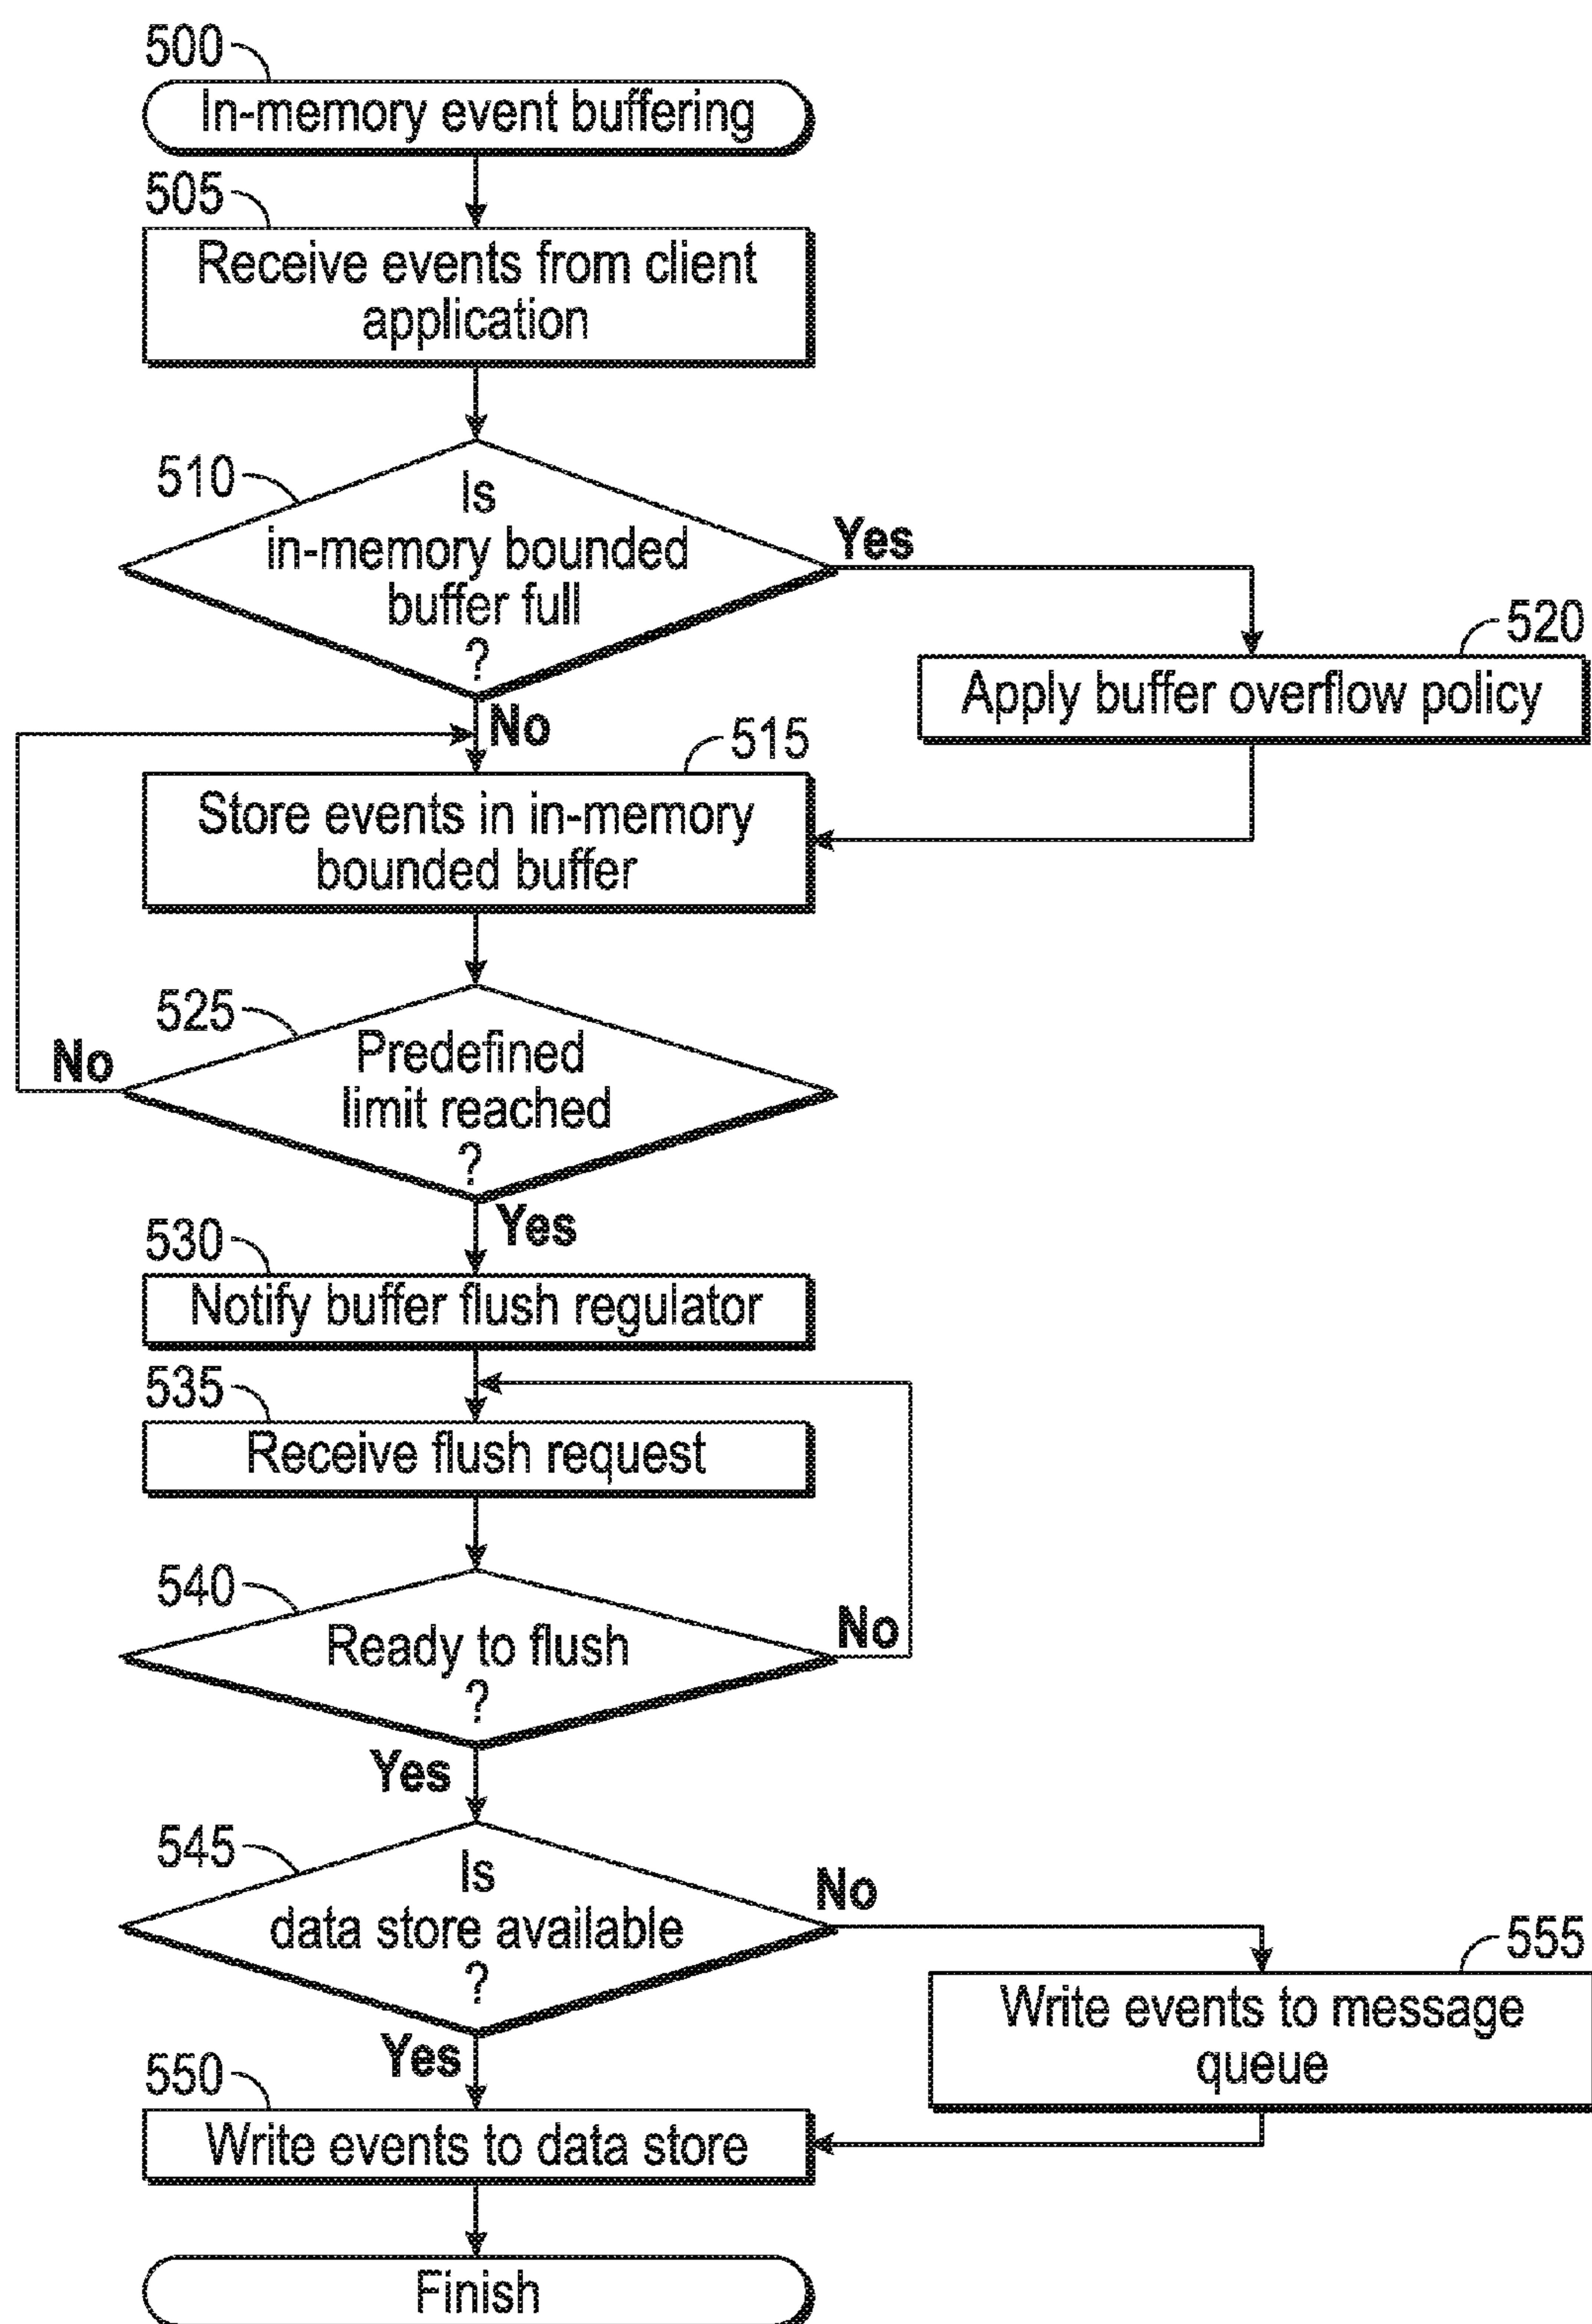 500
In-memory event buffering
505
Receive events from client
application
510
Is
in-memory bounded
buffer full
?
Yes
520
Apply buffer overflow policy
No
515
Store events in in-memory
bounded buffer
525
Predefined
limit reached
?
No
Yes
530
Notify buffer flush regulator
535
Receive flush request
540
Ready to flush
?
No
Yes
545
Is
data store available
?
No
555
Write events to message
queue
Yes
550
Write events to data store
Finish